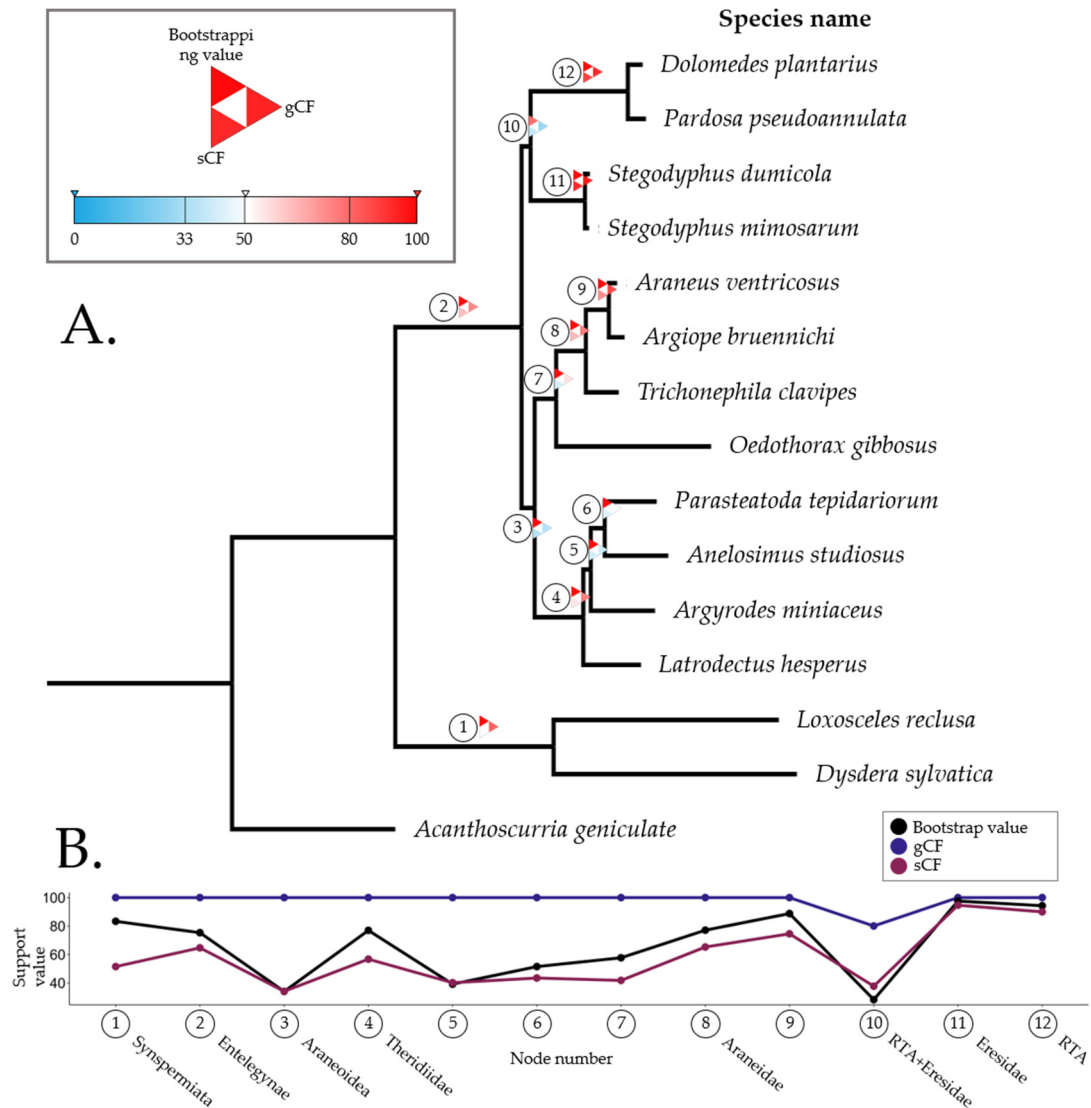 Species name
Bootstrappi
ng value
gCF
sCF
0 33 50 80 100
A.
Dolomedes plantarius
Pardosa pseudoannulata
Stegodyphus dumicola
Stegodyphus mimosarum
Araneus ventricosus
Argiope bruennichi
Trichonephila clavipes
Oedothorax gibbosus
Parasteatoda tepidariorum
Anelosimus studiosus
Argyrodes miniaceus
Latrodectus hesperus
Loxosceles reclusa
Dysdera sylvatica
Acanthoscurria geniculate
12
10
11
2
9
8
7
6
3
5
4
1
B.
Bootstrap value
gCF
sCF
Support
value
100
80
60
40
1 2 3 4 5 6 7 8 9 10 11 12
Synspermiata
Entelegynae
Araneoidea
Theridiidae
Node number
Araneidae
RTA+Eresidae
Eresidae
RTA